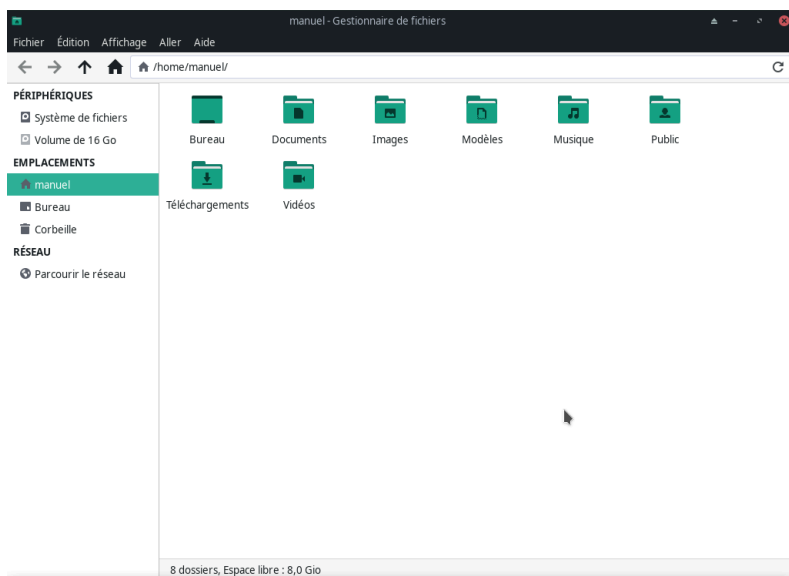 manuel - Gestionnaire de fichiers
Fichier Édition Affichage Aller Aide
/home/manuel/
PÉRIPHÉRIQUES
Système de fichiers
Volume de 16 Go
EMPLACEMENTS
manuel
Bureau
Corbeille
RÉSEAU
Parcourir le réseau
Bureau Documents Images Modèles Musique Public
Téléchargements Vidéos
8 dossiers, Espace libre : 8,0 Gio